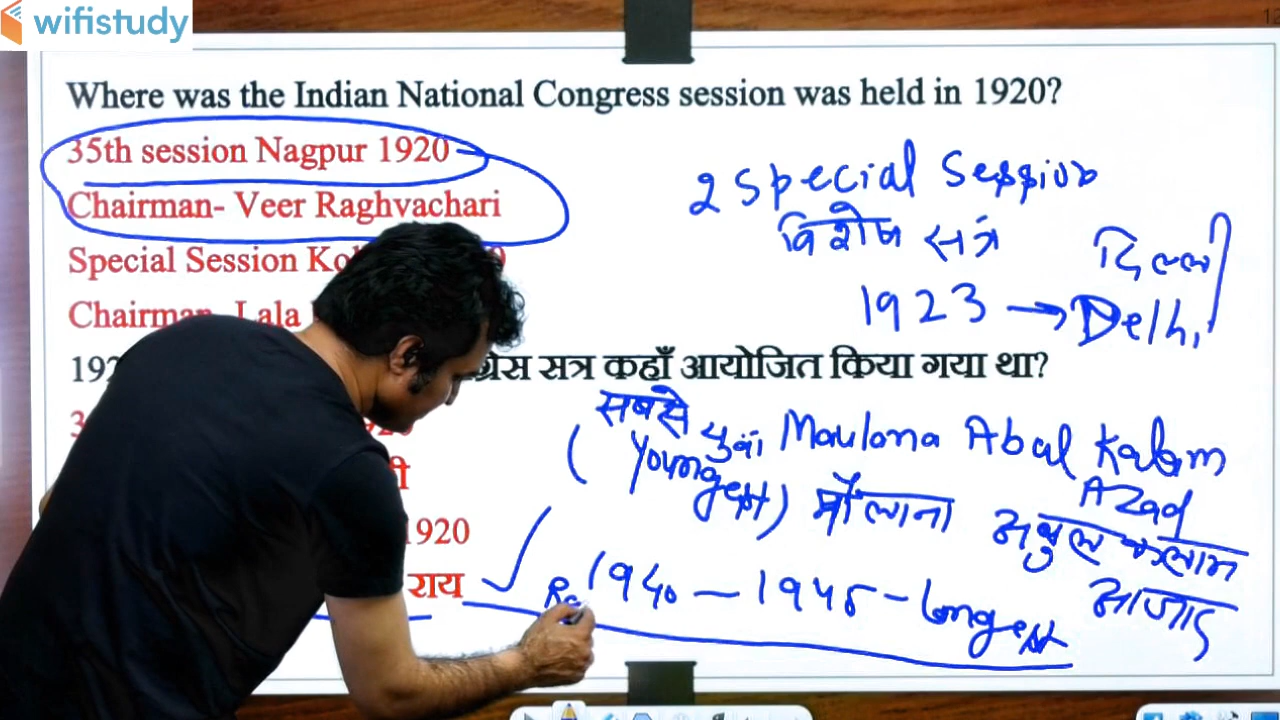 wifistudy
Where was the Indian National Congress session was held in 1920?
35th session Nagpur 1920
Chairman- Veer Raghvachari
Special Session
Chairman- Lala
कहाँ आयोजित किया गया था?
सत्र
1920
राय
2 Special Session
विशेष सत्र
दिल्ली
1923 → Delhi
सबसे युवा Maulana Abul Kalam
(Youngest) मौलाना Azad
अबुल कलाम
आजाद
1940 – 1945 – Longest